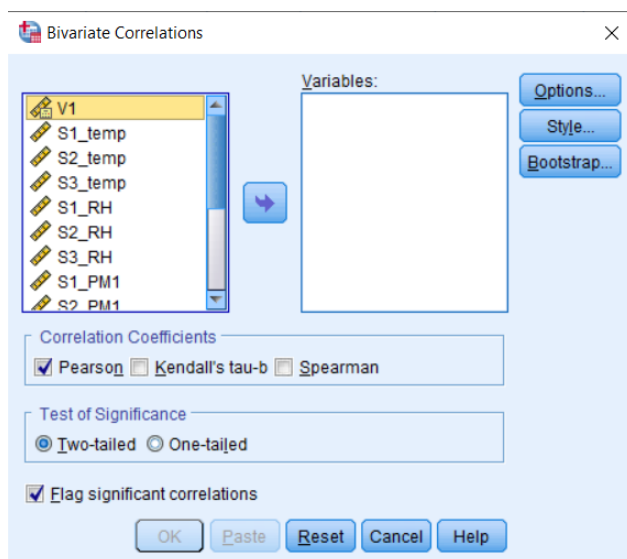 Bivariate Correlations
Variables:
V1
S1_temp
S2_temp
S3_temp
S1_RH
S2_RH
S3_RH
S1_PM1
S2_PM1
Options...
Style...
Bootstrap...
Correlation Coefficients
Pearson Kendall's tau-b Spearman
Test of Significance
Two-tailed One-tailed
Flag significant correlations
OK Paste Reset Cancel Help